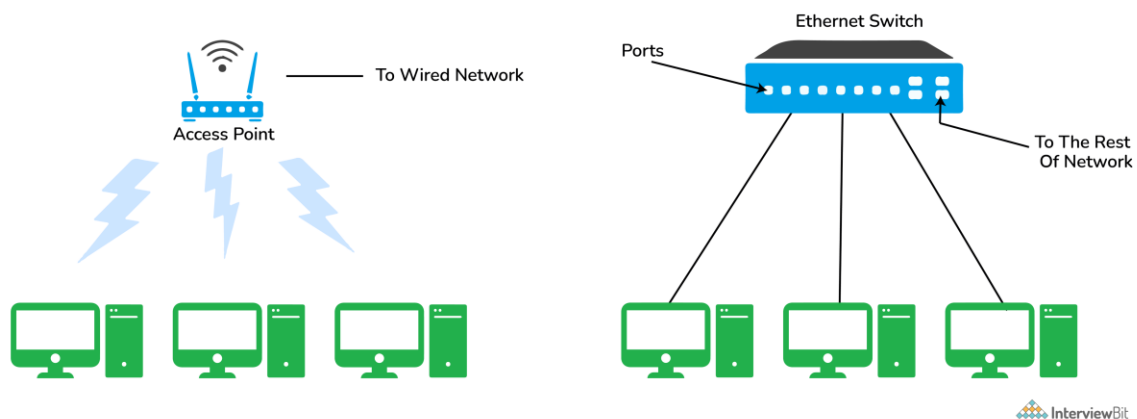 Ethernet Switch
Ports
To Wired Network
Access Point
To The Rest
Of Network
InterviewBit